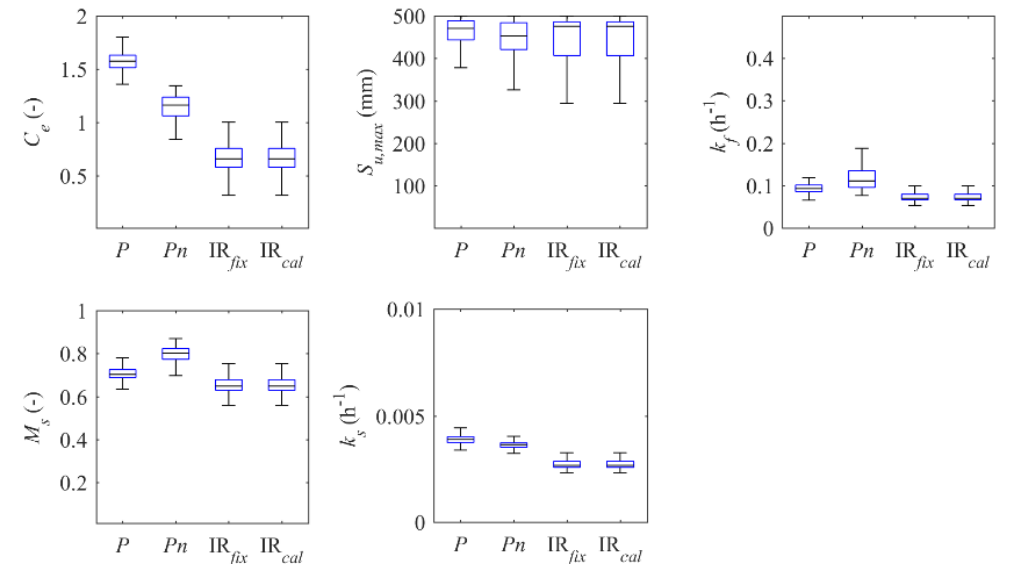 2
1.5
1
0.5
C_e (-)
P Pn IR_fix IR_cal
500
400
300
200
100
S_u,max (mm)
P Pn IR_fix IR_cal
0.4
0.3
0.2
0.1
0
k_f (h^-1)
P Pn IR_fix IR_cal
1
0.8
0.6
0.4
0.2
M_s (-)
P Pn IR_fix IR_cal
0.01
0.005
0
k_s (h^-1)
P Pn IR_fix IR_cal